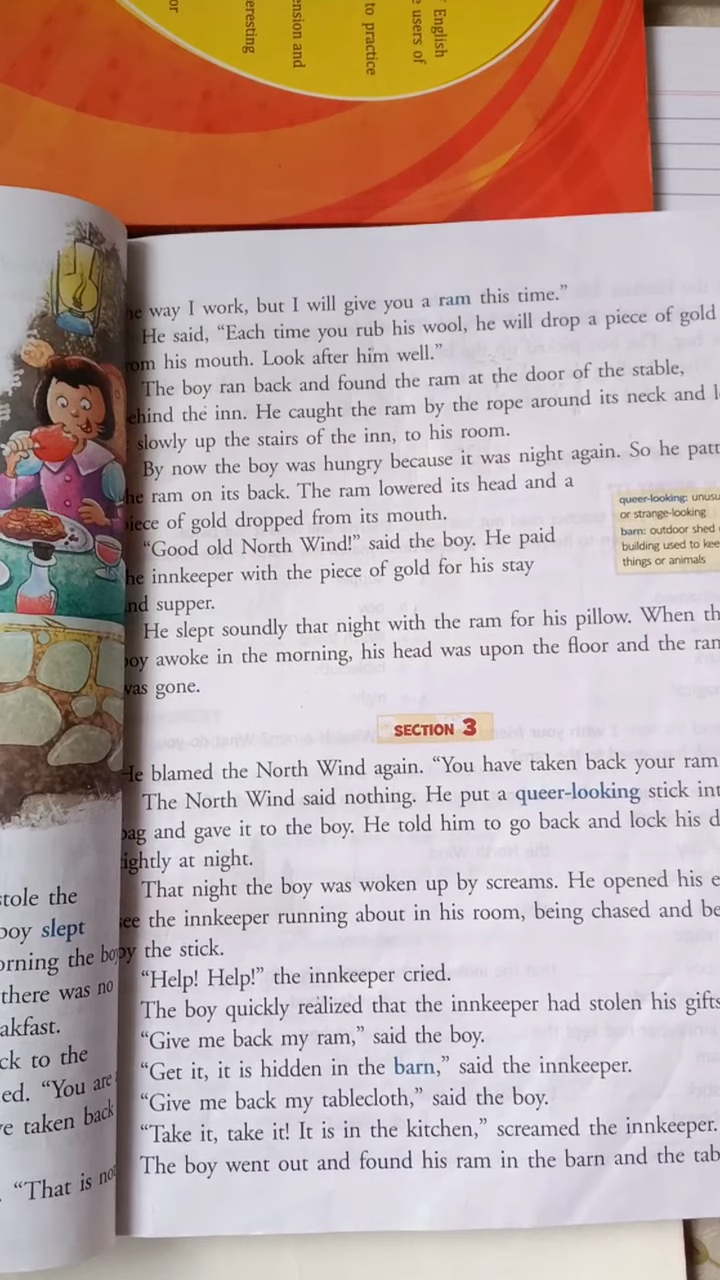 or
eresting
ension and
to practice
users of
English
stole the
boy slept
orning the bo
there was no
akfast.
ck to the
ed. “You are
ve taken back
“That is not
he way I work, but I will give you a ram this time.”
He said, “Each time you rub his wool, he will drop a piece of gold
rom his mouth. Look after him well.”
The boy ran back and found the ram at the door of the stable,
ehind the inn. He caught the ram by the rope around its neck and l
slowly up the stairs of the inn, to his room.
By now the boy was hungry because it was night again. So he patt
he ram on its back. The ram lowered its head and a
iece of gold dropped from its mouth.
“Good old North Wind!” said the boy. He paid
he innkeeper with the piece of gold for his stay
nd supper.
He slept soundly that night with the ram for his pillow. When th
oy awoke in the morning, his head was upon the floor and the ram
was gone.
queer-looking: unusu
or strange-looking
barn: outdoor shed
building used to kee
things or animals
SECTION 3
He blamed the North Wind again. “You have taken back your ram
The North Wind said nothing. He put a queer-looking stick int
bag and gave it to the boy. He told him to go back and lock his d
ightly at night.
That night the boy was woken up by screams. He opened his e
see the innkeeper running about in his room, being chased and be
by the stick.
“Help! Help!” the innkeeper cried.
The boy quickly realized that the innkeeper had stolen his gifts
“Give me back my ram,” said the boy.
“Get it, it is hidden in the barn,” said the innkeeper.
“Give me back my tablecloth,” said the boy.
“Take it, take it! It is in the kitchen,” screamed the innkeeper.
The boy went out and found his ram in the barn and the tab